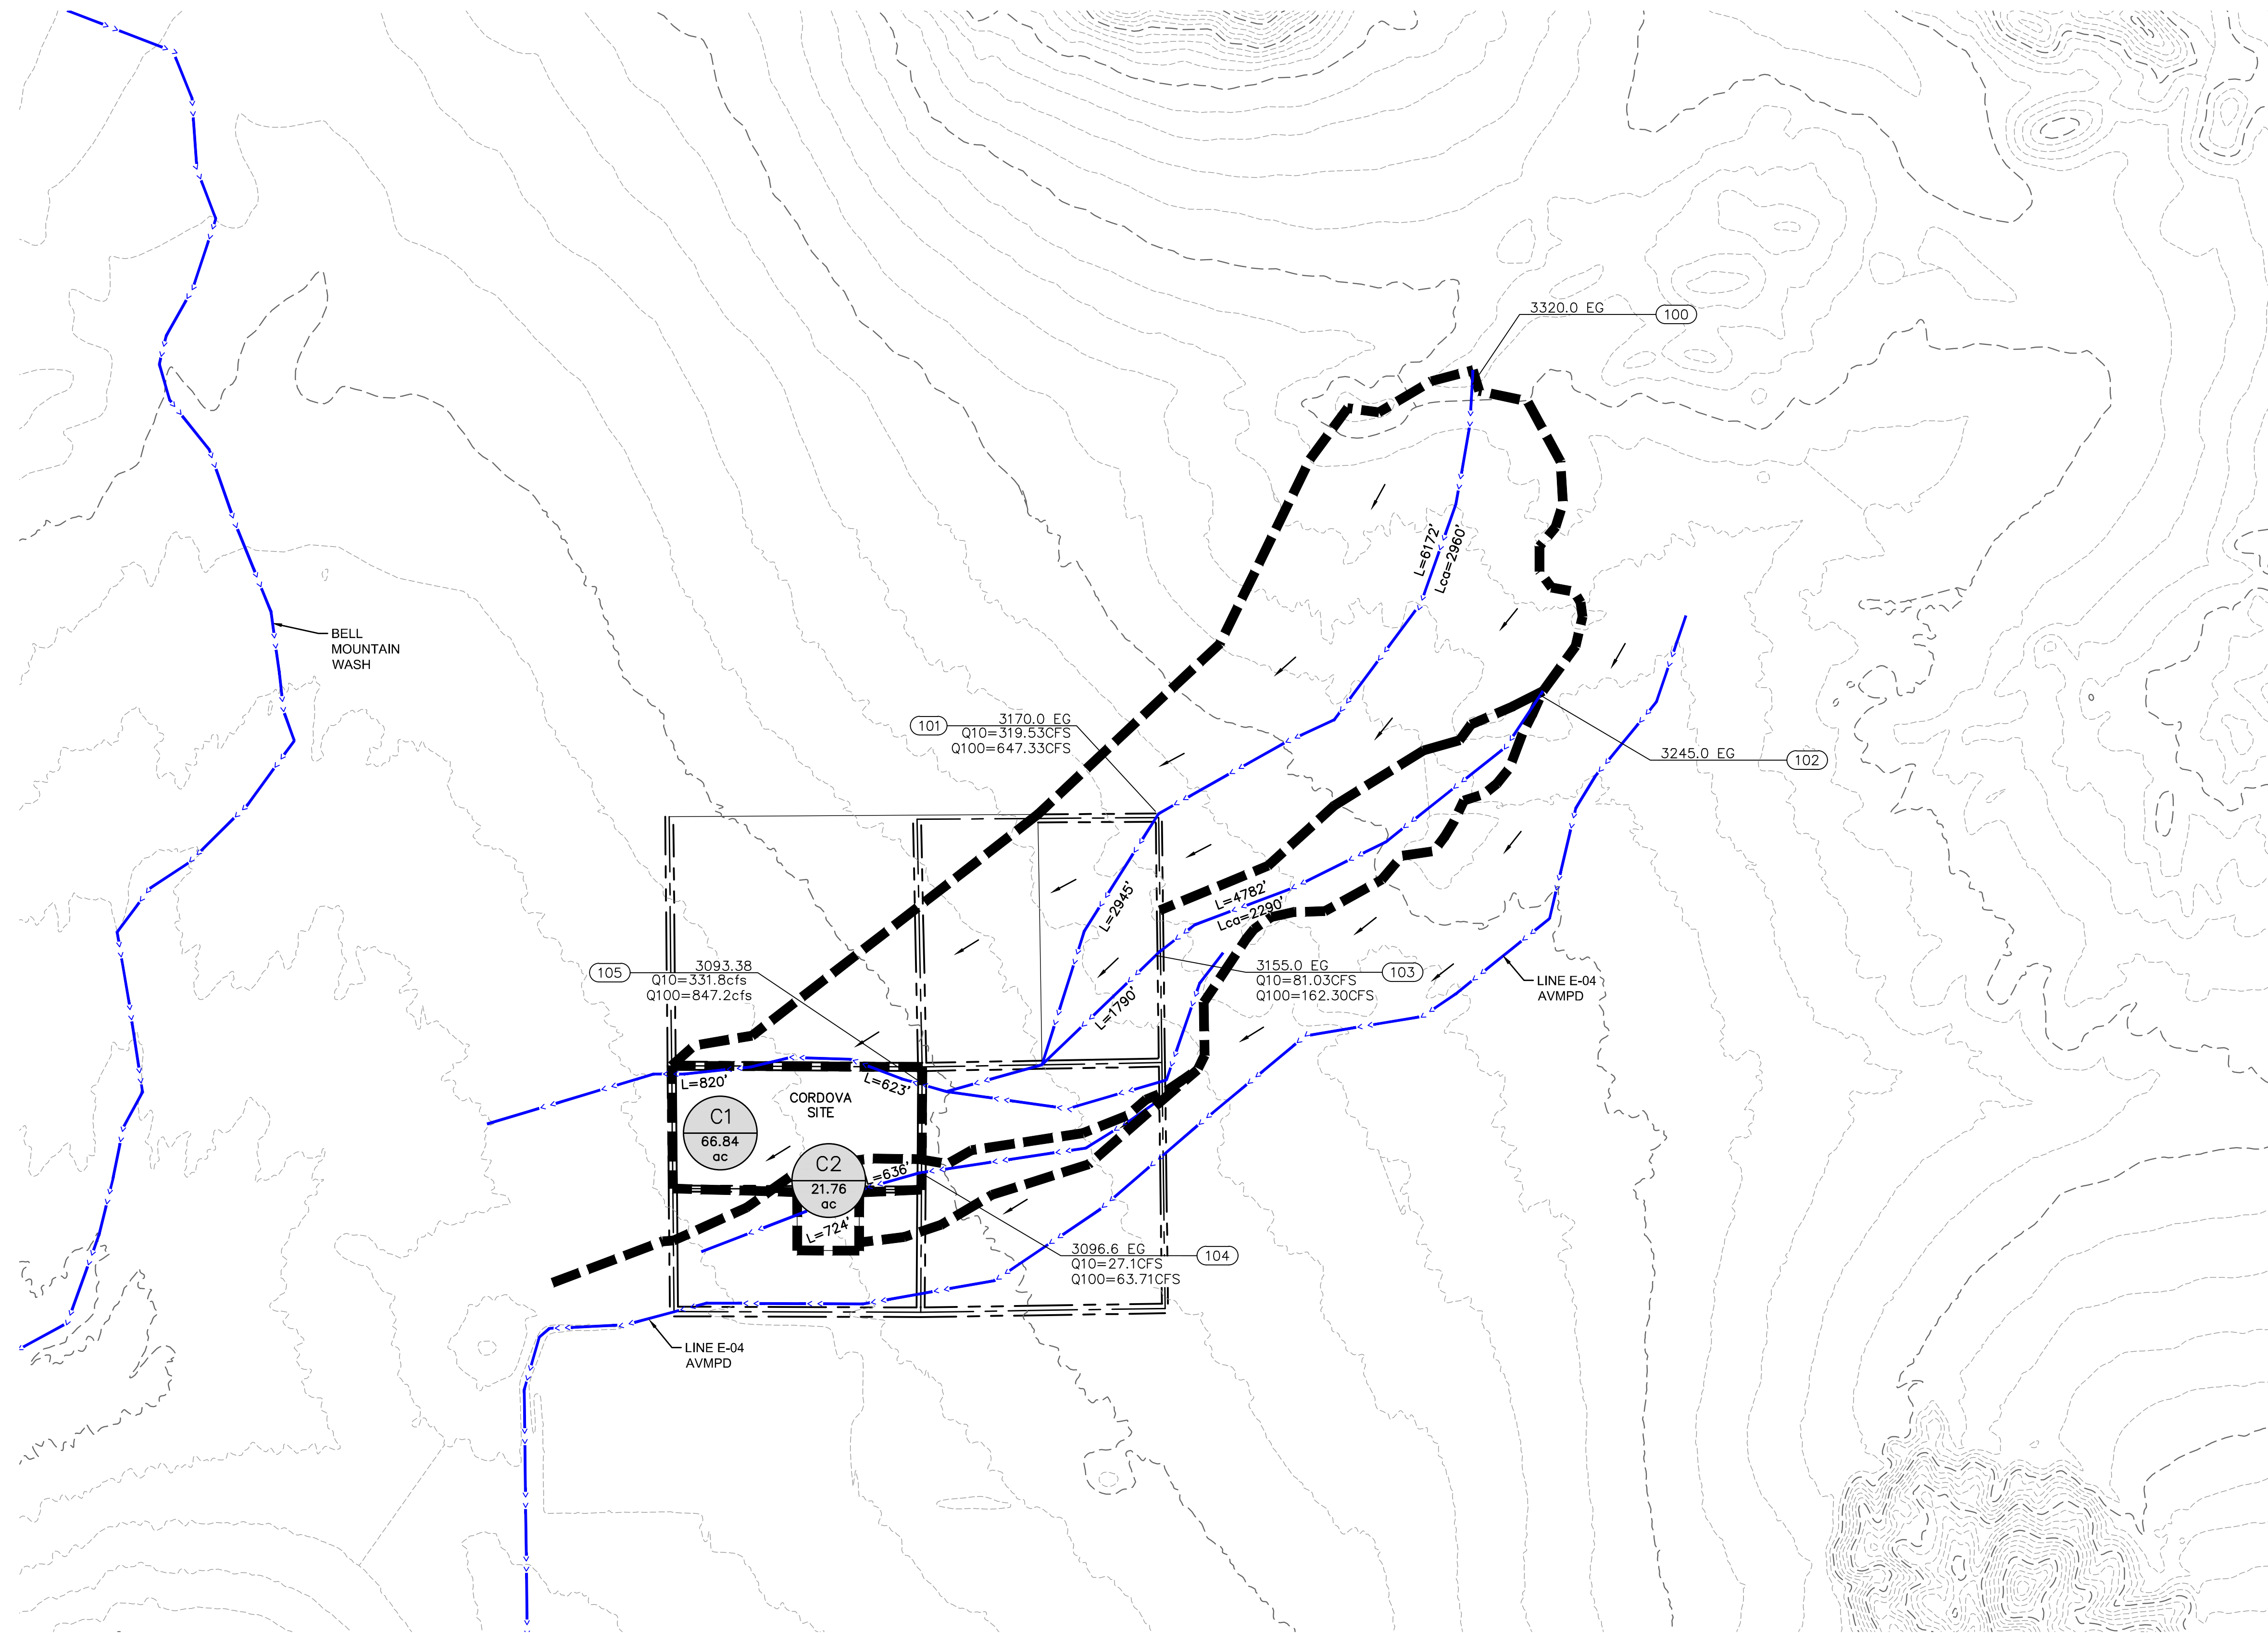 3320.0 EG
100
L=6172'
Lca=2960'
BELL
MOUNTAIN
WASH
101
3170.0 EG
Q10=319.53CFS
Q100=647.33CFS
3245.0 EG
102
L=2945'
L=4782'
Lca=2290'
105
3093.38
Q10=331.8cfs
Q100=847.2cfs
3155.0 EG
103
Q10=81.03CFS
Q100=162.30CFS
LINE E-04
AVMPD
L=1790'
L=820'
L=623'
CORDOVA
SITE
C1
66.84
ac
C2
21.76
ac
L=636'
L=724'
3096.6 EG
104
Q10=27.1CFS
Q100=63.71CFS
LINE E-04
AVMPD